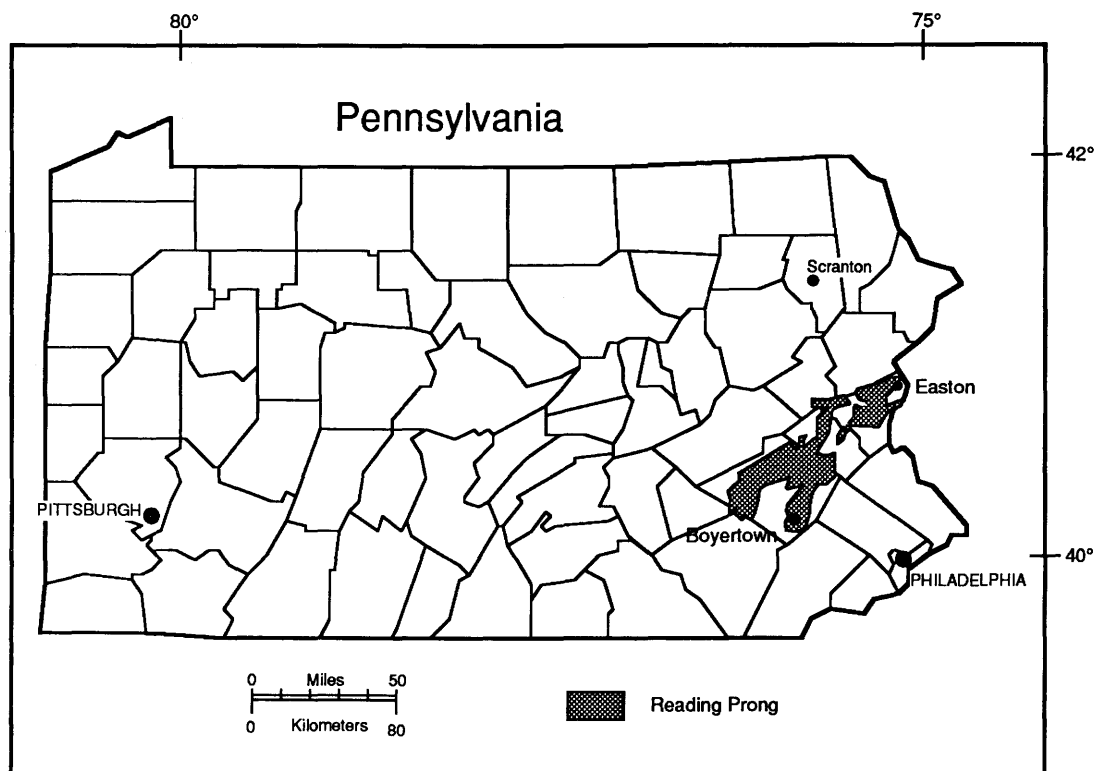 80°
75°
Pennsylvania
42°
Scranton
Easton
PITTSBURGH
Boyertown
40°
PHILADELPHIA
0 Miles 50
0 Kilometers 80
Reading Prong